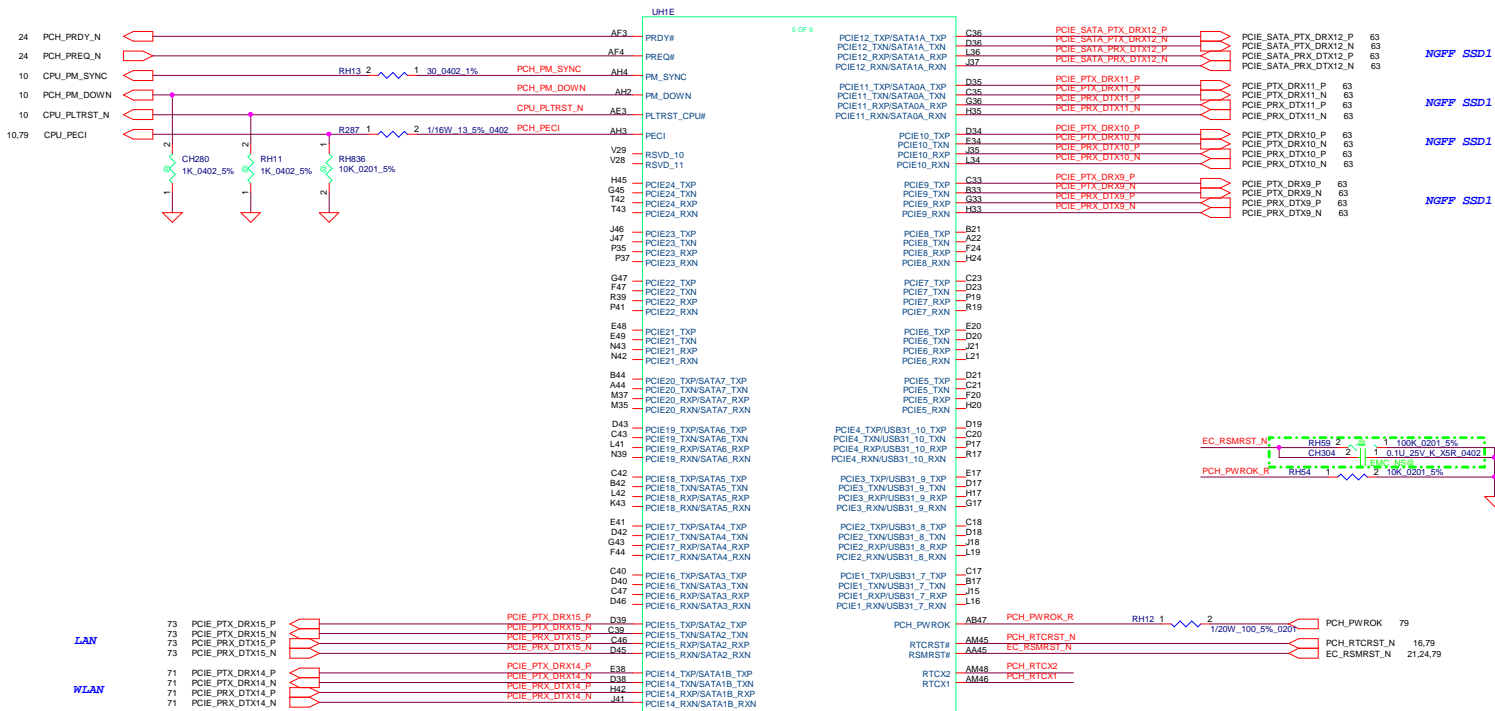 UH1E
5 OF 9
24 PCH_PRDY_N AF3 PRDY#
24 PCH_PREQ_N AF4 PREQ#
10 CPU_PM_SYNC RH13 2 1 30_0402_1% PCH_PM_SYNC AH4 PM_SYNC
10 PCH_PM_DOWN PCH_PM_DOWN AH2 PM_DOWN
10 CPU_PLTRST_N CPU_PLTRST_N AE3 PLTRST_CPU#
10,79 CPU_PECI R287 1 2 1/16W_13_5%_0402 PCH_PECI AH3 PECI
2 CH280 1K_0402_5% @ 1
2 RH11 1K_0402_5% @ 1
1 RH836 10K_0201_5% @ 2
V29 RSVD_10
V28 RSVD_11
H45 PCIE24_TXP
G45 PCIE24_TXN
T42 PCIE24_RXP
T43 PCIE24_RXN
J46 PCIE23_TXP
J47 PCIE23_TXN
P35 PCIE23_RXP
P37 PCIE23_RXN
G47 PCIE22_TXP
F47 PCIE22_TXN
R39 PCIE22_RXP
P41 PCIE22_RXN
E48 PCIE21_TXP
E49 PCIE21_TXN
N43 PCIE21_RXP
N42 PCIE21_RXN
B44 PCIE20_TXP/SATA7_TXP
A44 PCIE20_TXN/SATA7_TXN
M37 PCIE20_RXP/SATA7_RXP
M35 PCIE20_RXN/SATA7_RXN
D43 PCIE19_TXP/SATA6_TXP
C43 PCIE19_TXN/SATA6_TXN
L41 PCIE19_RXP/SATA6_RXP
N39 PCIE19_RXN/SATA6_RXN
C42 PCIE18_TXP/SATA5_TXP
B42 PCIE18_TXN/SATA5_TXN
L42 PCIE18_RXP/SATA5_RXP
K43 PCIE18_RXN/SATA5_RXN
E41 PCIE17_TXP/SATA4_TXP
D42 PCIE17_TXN/SATA4_TXN
G43 PCIE17_RXP/SATA4_RXP
F44 PCIE17_RXN/SATA4_RXN
C40 PCIE16_TXP/SATA3_TXP
D40 PCIE16_TXN/SATA3_TXN
C47 PCIE16_RXP/SATA3_RXP
D46 PCIE16_RXN/SATA3_RXN
LAN
73 PCIE_PTX_DRX15_P PCIE_PTX_DRX15_P D39 PCIE15_TXP/SATA2_TXP
73 PCIE_PTX_DRX15_N PCIE_PTX_DRX15_N C39 PCIE15_TXN/SATA2_TXN
73 PCIE_PRX_DTX15_P PCIE_PRX_DTX15_P C46 PCIE15_RXP/SATA2_RXP
73 PCIE_PRX_DTX15_N PCIE_PRX_DTX15_N D45 PCIE15_RXN/SATA2_RXN
WLAN
71 PCIE_PTX_DRX14_P PCIE_PTX_DRX14_P E38 PCIE14_TXP/SATA1B_TXP
71 PCIE_PTX_DRX14_N PCIE_PTX_DRX14_N D38 PCIE14_TXN/SATA1B_TXN
71 PCIE_PRX_DTX14_P PCIE_PRX_DTX14_P H42 PCIE14_RXP/SATA1B_RXP
71 PCIE_PRX_DTX14_N PCIE_PRX_DTX14_N J41 PCIE14_RXN/SATA1B_RXN
PCIE12_TXP/SATA1A_TXP C36 PCIE_SATA_PTX_DRX12_P PCIE_SATA_PTX_DRX12_P 63
PCIE12_TXN/SATA1A_TXN D36 PCIE_SATA_PTX_DRX12_N PCIE_SATA_PTX_DRX12_N 63
PCIE12_RXP/SATA1A_RXP L36 PCIE_SATA_PRX_DTX12_P PCIE_SATA_PRX_DTX12_P 63
PCIE12_RXN/SATA1A_RXN J37 PCIE_SATA_PRX_DTX12_N PCIE_SATA_PRX_DTX12_N 63
NGFF SSD1
PCIE11_TXP/SATA0A_TXP D35 PCIE_PTX_DRX11_P PCIE_PTX_DRX11_P 63
PCIE11_TXN/SATA0A_TXN C35 PCIE_PTX_DRX11_N PCIE_PTX_DRX11_N 63
PCIE11_RXP/SATA0A_RXP G36 PCIE_PRX_DTX11_P PCIE_PRX_DTX11_P 63
PCIE11_RXN/SATA0A_RXN H35 PCIE_PRX_DTX11_N PCIE_PRX_DTX11_N 63
NGFF SSD1
PCIE10_TXP D34 PCIE_PTX_DRX10_P PCIE_PTX_DRX10_P 63
PCIE10_TXN E34 PCIE_PTX_DRX10_N PCIE_PTX_DRX10_N 63
PCIE10_RXP J35 PCIE_PRX_DTX10_P PCIE_PRX_DTX10_P 63
PCIE10_RXN L34 PCIE_PRX_DTX10_N PCIE_PRX_DTX10_N 63
NGFF SSD1
PCIE9_TXP C33 PCIE_PTX_DRX9_P PCIE_PTX_DRX9_P 63
PCIE9_TXN B33 PCIE_PTX_DRX9_N PCIE_PTX_DRX9_N 63
PCIE9_RXP G33 PCIE_PRX_DTX9_P PCIE_PRX_DTX9_P 63
PCIE9_RXN H33 PCIE_PRX_DTX9_N PCIE_PRX_DTX9_N 63
NGFF SSD1
PCIE8_TXP B21
PCIE8_TXN A22
PCIE8_RXP F24
PCIE8_RXN H24
PCIE7_TXP C23
PCIE7_TXN D23
PCIE7_RXP P19
PCIE7_RXN R19
PCIE6_TXP E20
PCIE6_TXN D20
PCIE6_RXP J21
PCIE6_RXN L21
PCIE5_TXP D21
PCIE5_TXN C21
PCIE5_RXP F20
PCIE5_RXN H20
PCIE4_TXP/USB31_10_TXP D19
PCIE4_TXN/USB31_10_TXN C20
PCIE4_RXP/USB31_10_RXP P17
PCIE4_RXN/USB31_10_RXN R17
PCIE3_TXP/USB31_9_TXP E17
PCIE3_TXN/USB31_9_TXN D17
PCIE3_RXP/USB31_9_RXP H17
PCIE3_RXN/USB31_9_RXN G17
PCIE2_TXP/USB31_8_TXP C18
PCIE2_TXN/USB31_8_TXN D18
PCIE2_RXP/USB31_8_RXP J18
PCIE2_RXN/USB31_8_RXN L19
PCIE1_TXP/USB31_7_TXP C17
PCIE1_TXN/USB31_7_TXN B17
PCIE1_RXP/USB31_7_RXP J15
PCIE1_RXN/USB31_7_RXN L16
EC_RSMRST_N RH59 2 @ 1 100K_0201_5%
CH304 2 1 0.1U_25V_K_X5R_0402
EMC_NS@
PCH_PWROK_R RH54 1 2 10K_0201_5%
PCH_PWROK AB47 PCH_PWROK_R RH12 1 2 1/20W_100_5%_0201 PCH_PWROK 79
RTCRST# AM45 PCH_RTCRST_N PCH_RTCRST_N 16,79
RSMRST# AA45 EC_RSMRST_N EC_RSMRST_N 21,24,79
RTCX2 AM48 PCH_RTCX2
RTCX1 AM46 PCH_RTCX1